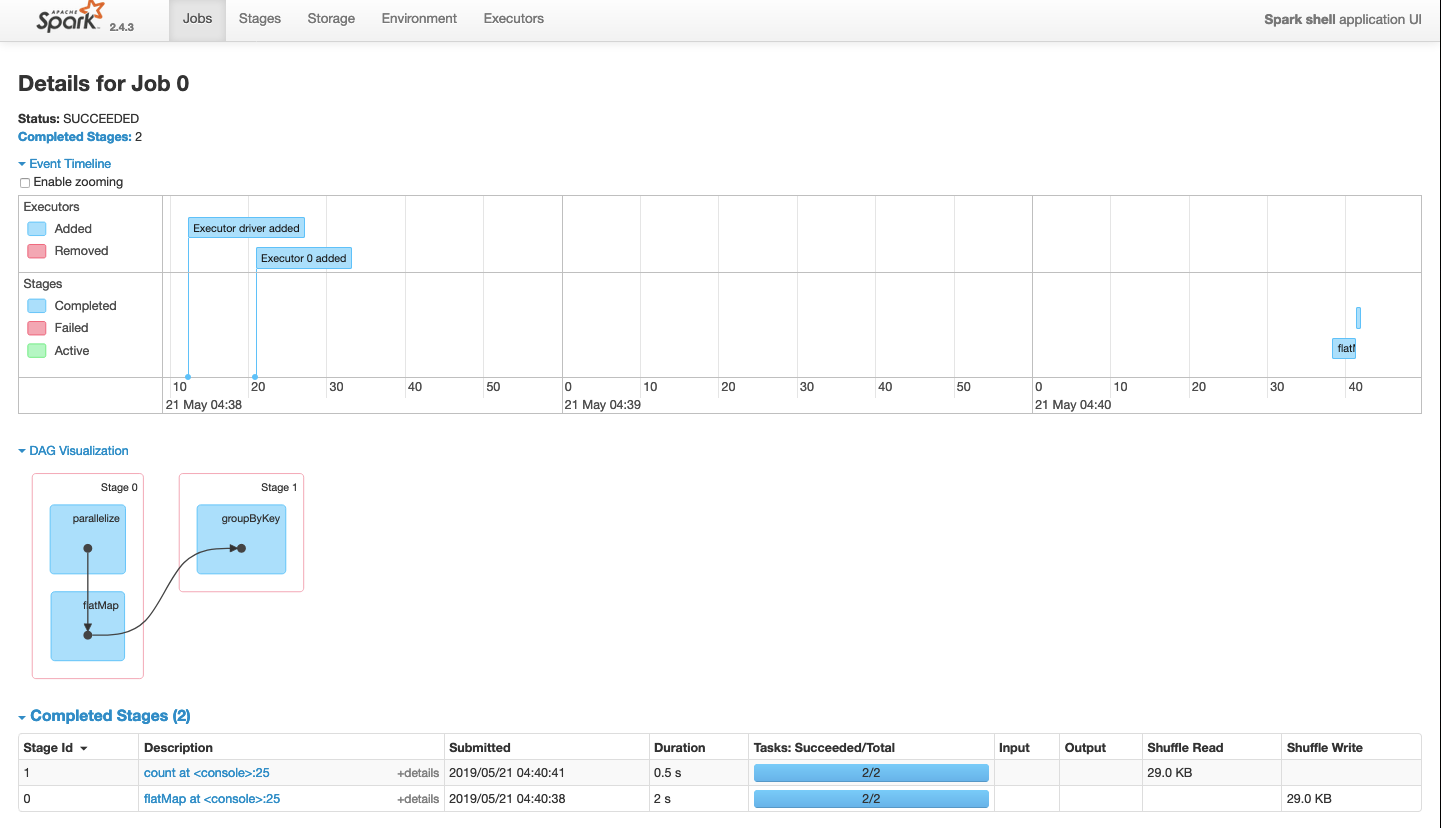 APACHE Spark 2.4.3 Jobs Stages Storage Environment Executors Spark shell application UI
Details for Job 0
Status: SUCCEEDED
Completed Stages: 2
Event Timeline
Enable zooming
Executors
Added
Removed
Executor driver added
Executor 0 added
Stages
Completed
Failed
Active
flatM
10 20 30 40 50 0 10 20 30 40 50 0 10 20 30 40
21 May 04:38 21 May 04:39 21 May 04:40
DAG Visualization
Stage 0 Stage 1
parallelize groupByKey
flatMap
Completed Stages (2)
Stage Id Description Submitted Duration Tasks: Succeeded/Total Input Output Shuffle Read Shuffle Write
1 count at <console>:25 +details 2019/05/21 04:40:41 0.5 s 2/2 29.0 KB
0 flatMap at <console>:25 +details 2019/05/21 04:40:38 2 s 2/2 29.0 KB